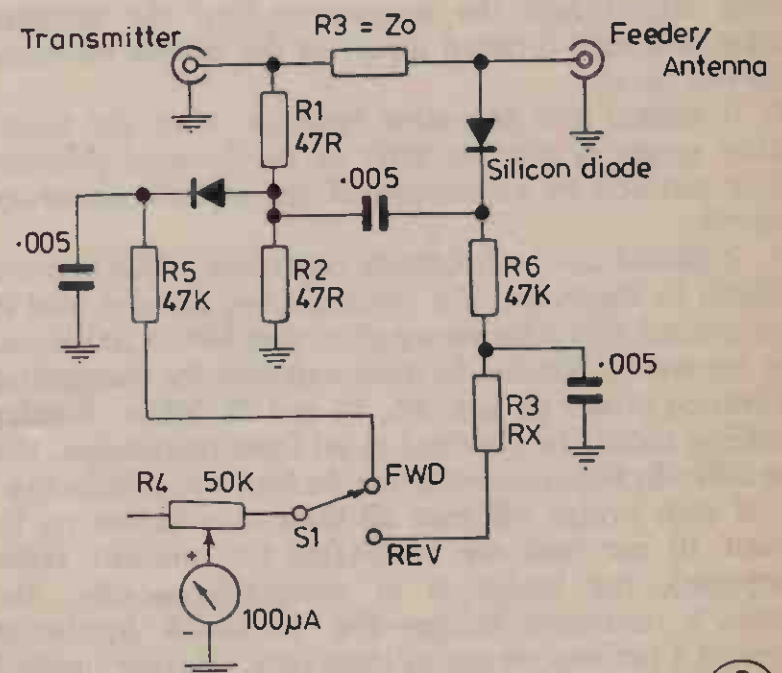 Transmitter
R3 = Zo
Feeder/
Antenna
R1
47R
Silicon diode
·005
·005
R5
47K
R2
47R
R6
47K
·005
R3
RX
R4 50K
FWD
S1
REV
+
100µA
-